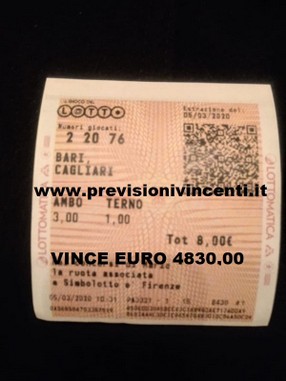 IL GIOCO DEL
LOTTO
Estrazione del:
05/03/2020
Numeri giocati:
2 20 76
BARI,
CAGLIARI
www.previsionivincenti.it
AMBO TERNO
3,00 1,00
LOTTOMATICA
LOTTOMATICA
Tot 8,00€
VINCE EURO 4830,00
la ruota associata
a Simbolotto e' Firenze
05/03/2020 10:31